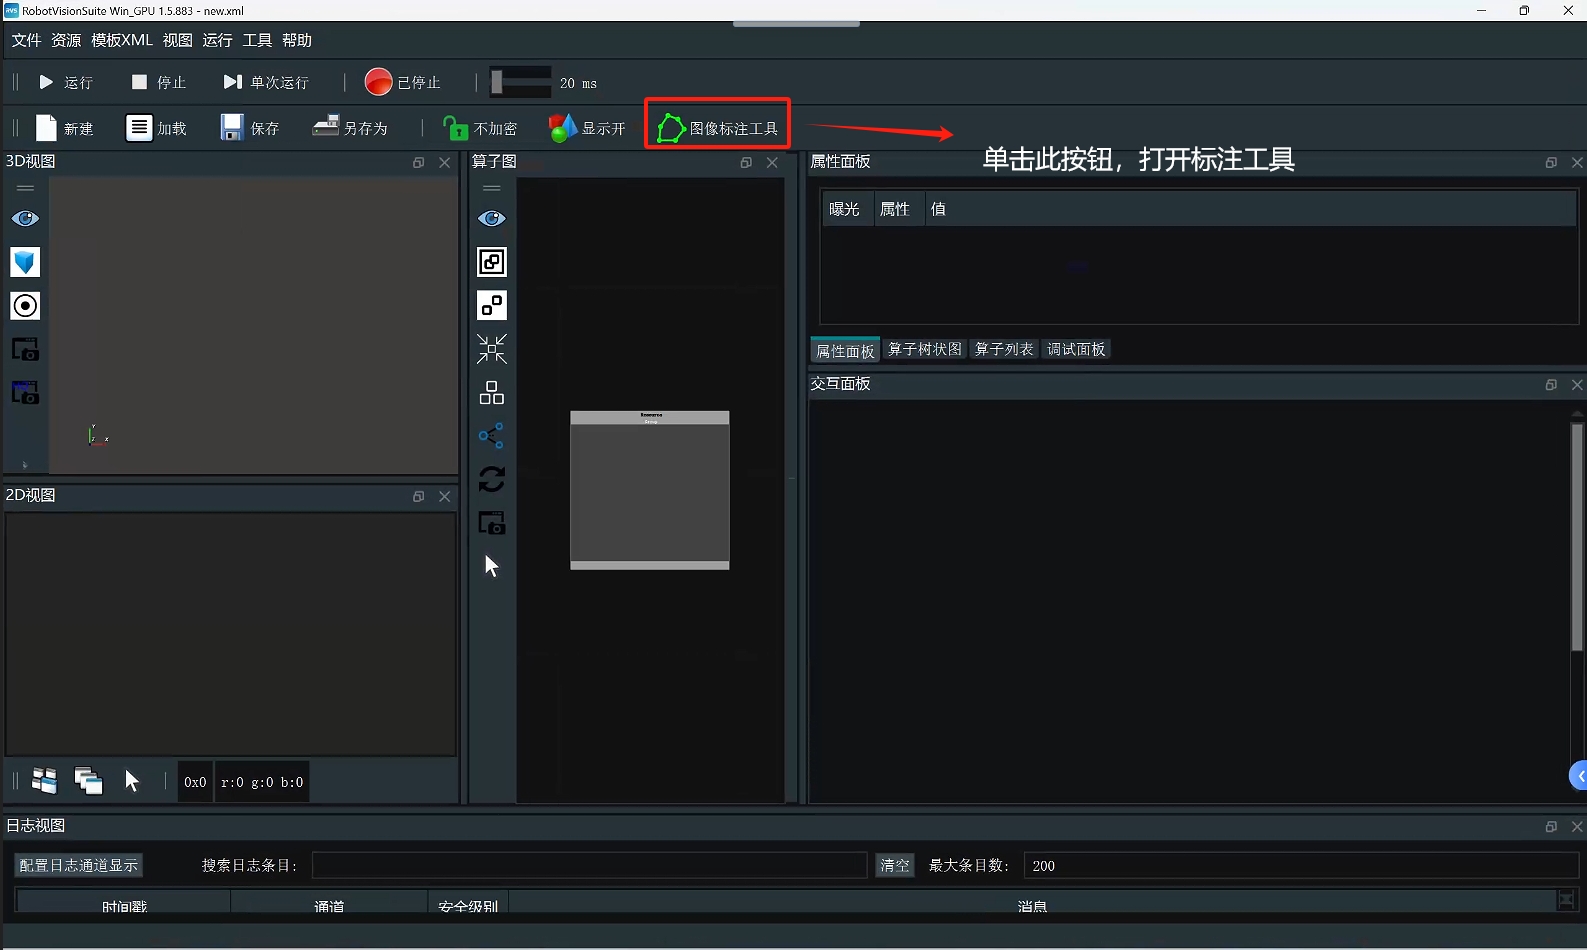 RVS RobotVisionSuite Win_GPU 1.5.883 - new.xml
文件 资源 模板XML 视图 运行 工具 帮助
运行 停止 单次运行 已停止 20 ms
新建 加载 保存 另存为 不加密 显示开 图像标注工具
单击此按钮，打开标注工具
3D视图
算子图
属性面板
曝光 属性 值
属性面板 算子树状图 算子列表 调试面板
交互面板
Resource
Group
Y
Z X
2D视图
0x0 r:0 g:0 b:0
日志视图
配置日志通道显示 搜索日志条目: 清空 最大条目数: 200
时间戳 通道 安全级别 消息